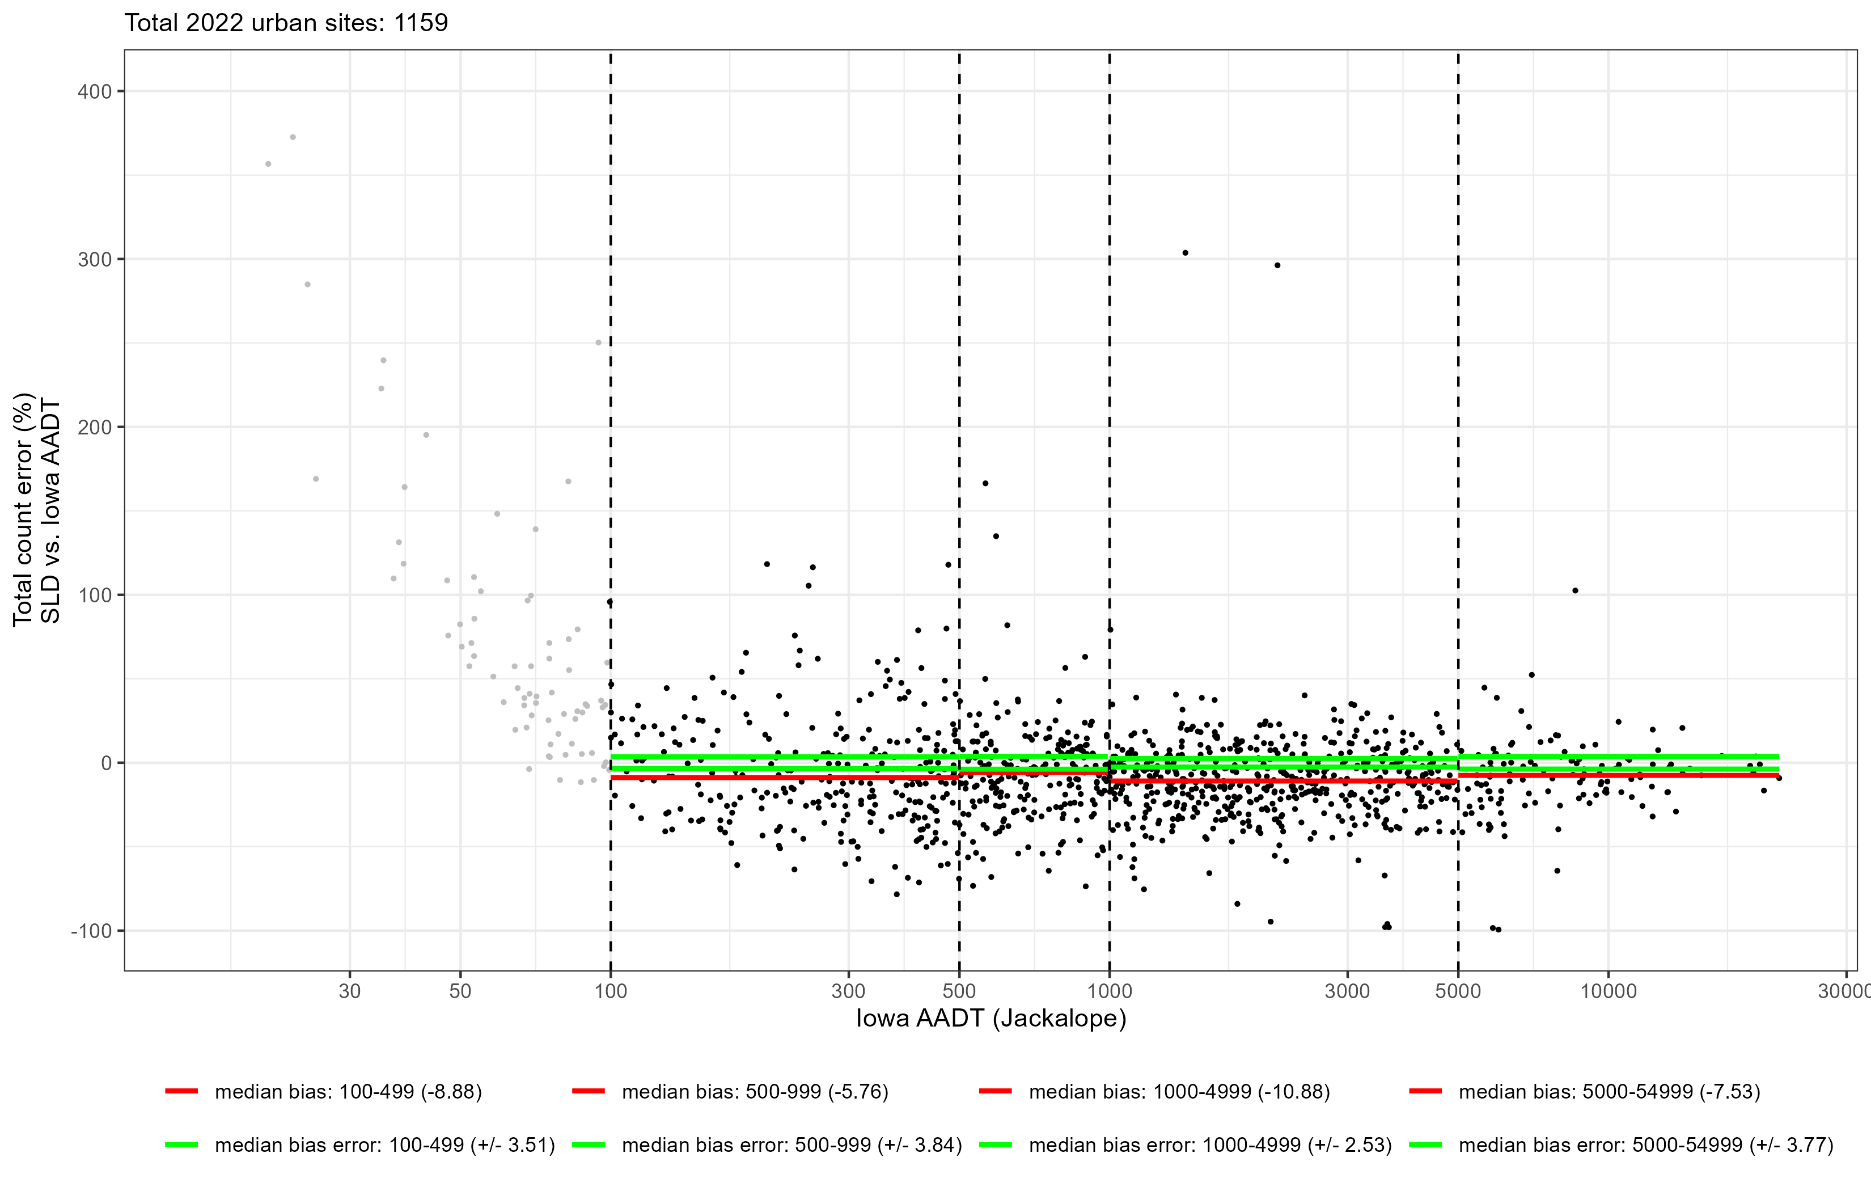 Total 2022 urban sites: 1159
400
300
200
100
0
-100
Total count error (%)
SLD vs. Iowa AADT
30
50
100
300
500
1000
3000
5000
10000
30000
Iowa AADT (Jackalope)
median bias: 100-499 (-8.88)
median bias: 500-999 (-5.76)
median bias: 1000-4999 (-10.88)
median bias: 5000-54999 (-7.53)
median bias error: 100-499 (+/- 3.51)
median bias error: 500-999 (+/- 3.84)
median bias error: 1000-4999 (+/- 2.53)
median bias error: 5000-54999 (+/- 3.77)